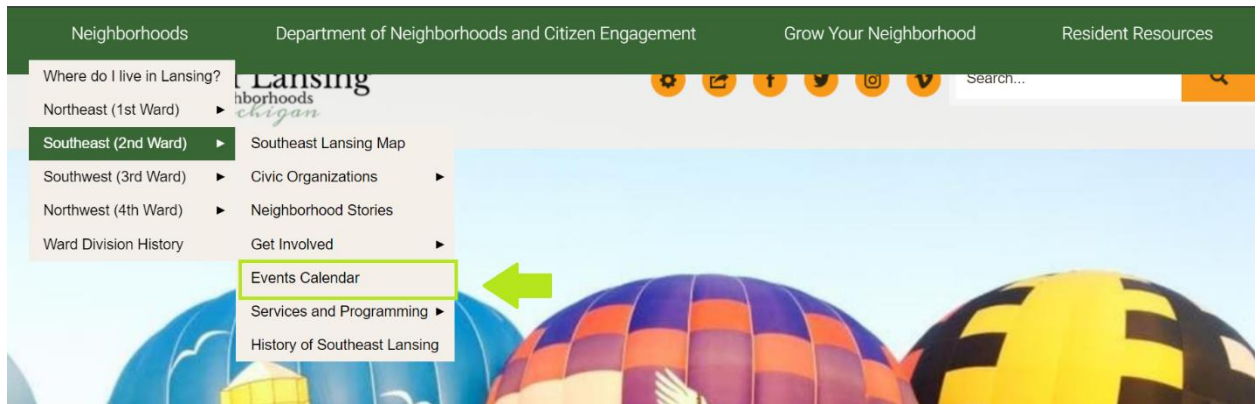 Neighborhoods Department of Neighborhoods and Citizen Engagement Grow Your Neighborhood Resident Resources
Where do I live in Lansing?
Northeast (1st Ward) ►
Southeast (2nd Ward) ►
Southwest (3rd Ward) ►
Northwest (4th Ward) ►
Ward Division History
Southeast Lansing Map
Civic Organizations ►
Neighborhood Stories
Get Involved ►
Events Calendar
Services and Programming ►
History of Southeast Lansing
Lansing
Search...